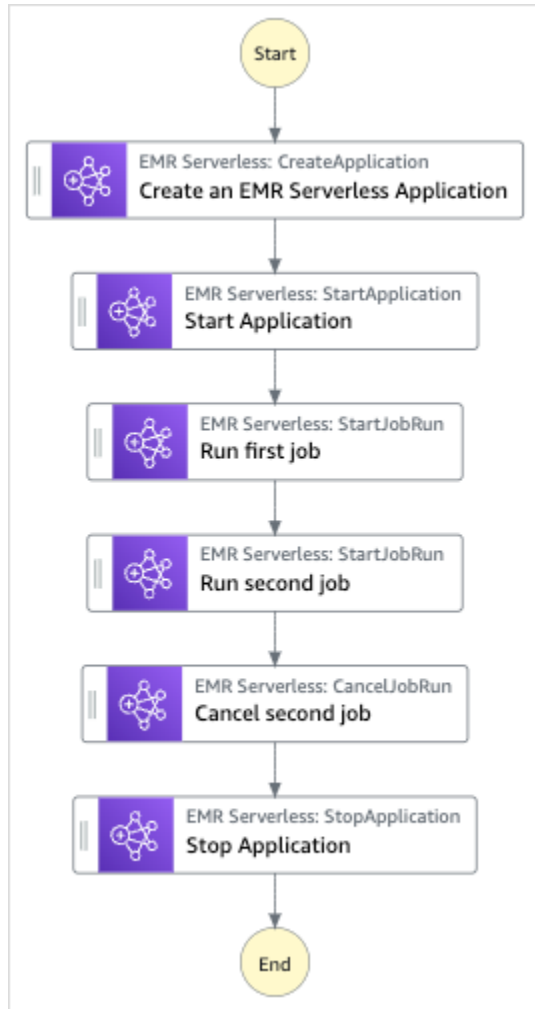 Start
EMR Serverless: CreateApplication
Create an EMR Serverless Application
EMR Serverless: StartApplication
Start Application
EMR Serverless: StartJobRun
Run first job
EMR Serverless: StartJobRun
Run second job
EMR Serverless: CancelJobRun
Cancel second job
EMR Serverless: StopApplication
Stop Application
End